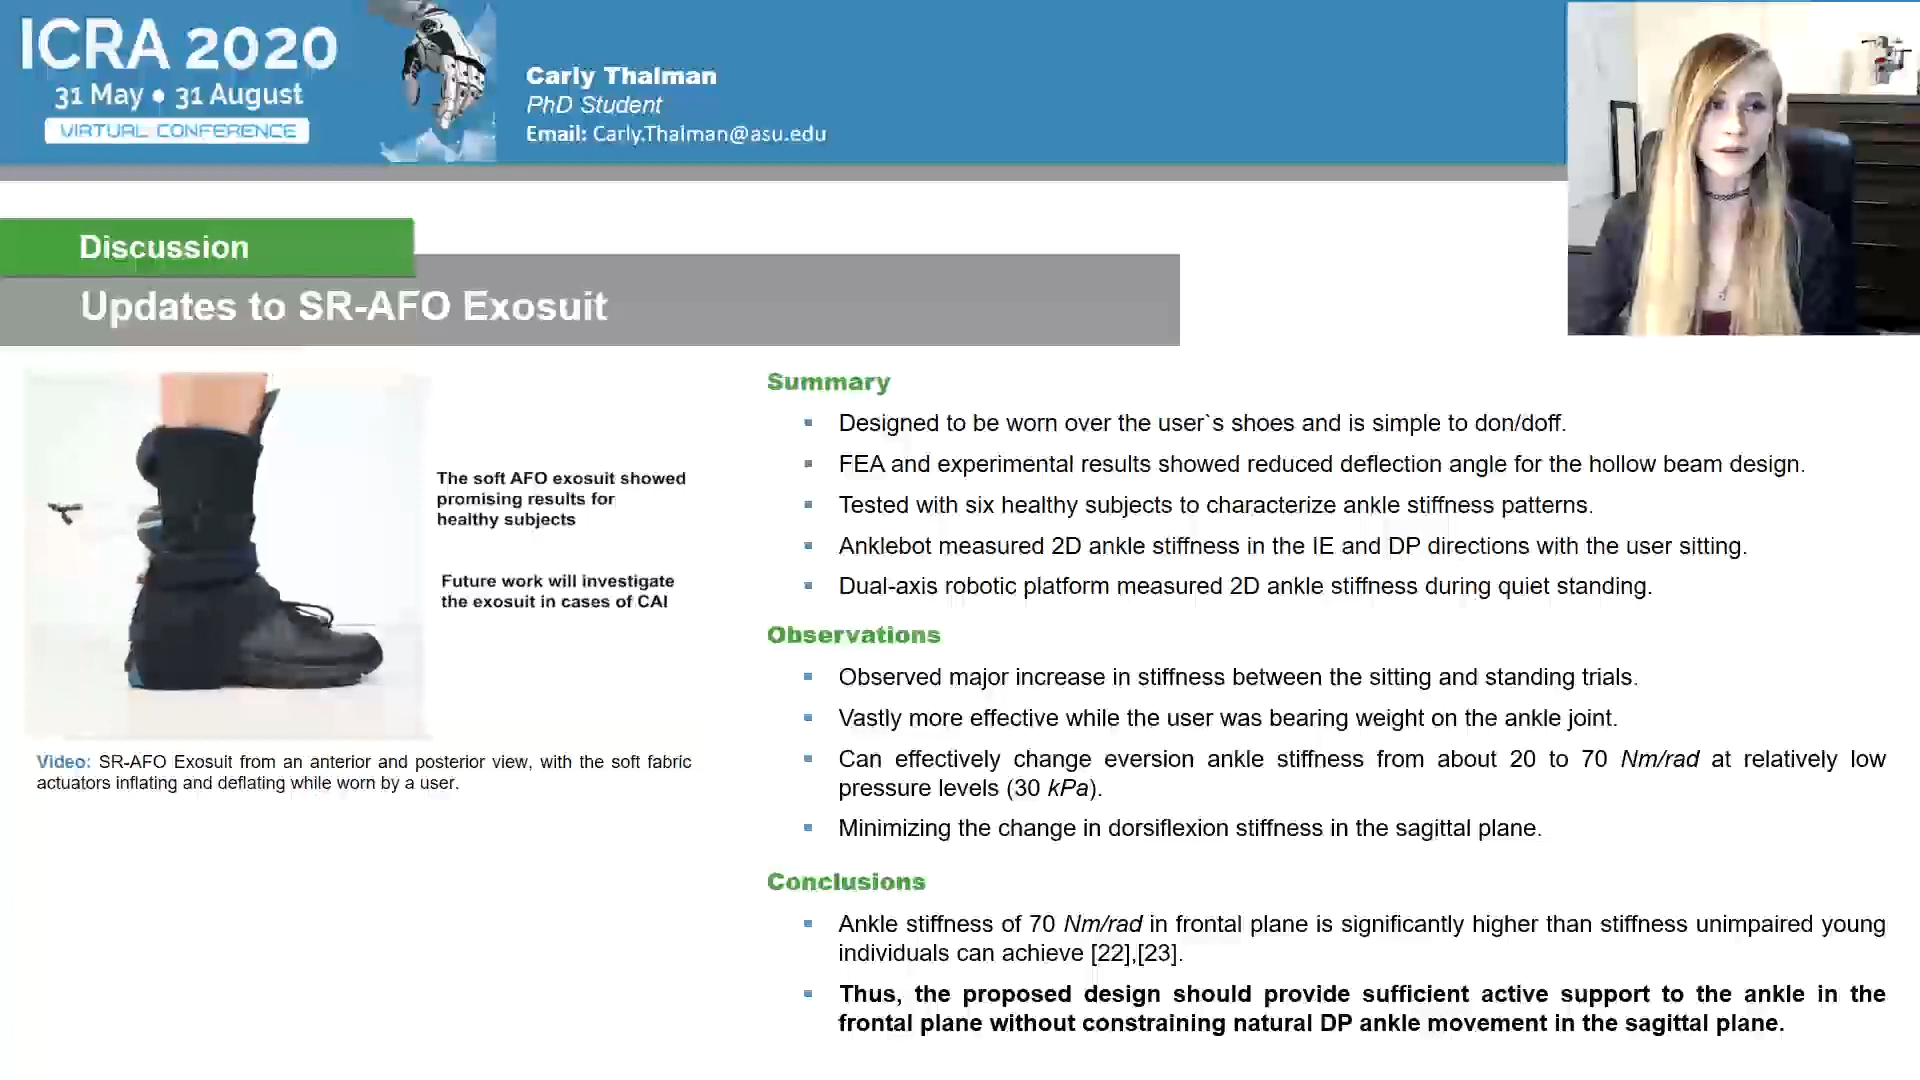 ICRA 2020
31 May • 31 August
VIRTUAL CONFERENCE
Carly Thalman
PhD Student
Email: Carly.Thalman@asu.edu
Discussion
Updates to SR-AFO Exosuit
The soft AFO exosuit showed
promising results for
healthy subjects
Future work will investigate
the exosuit in cases of CAI
Video: SR-AFO Exosuit from an anterior and posterior view, with the soft fabric
actuators inflating and deflating while worn by a user.
Summary
▪ Designed to be worn over the user`s shoes and is simple to don/doff.
▪ FEA and experimental results showed reduced deflection angle for the hollow beam design.
▪ Tested with six healthy subjects to characterize ankle stiffness patterns.
▪ Anklebot measured 2D ankle stiffness in the IE and DP directions with the user sitting.
▪ Dual-axis robotic platform measured 2D ankle stiffness during quiet standing.
Observations
▪ Observed major increase in stiffness between the sitting and standing trials.
▪ Vastly more effective while the user was bearing weight on the ankle joint.
▪ Can effectively change eversion ankle stiffness from about 20 to 70 Nm/rad at relatively low
pressure levels (30 kPa).
▪ Minimizing the change in dorsiflexion stiffness in the sagittal plane.
Conclusions
▪ Ankle stiffness of 70 Nm/rad in frontal plane is significantly higher than stiffness unimpaired young
individuals can achieve [22],[23].
▪ Thus, the proposed design should provide sufficient active support to the ankle in the
frontal plane without constraining natural DP ankle movement in the sagittal plane.